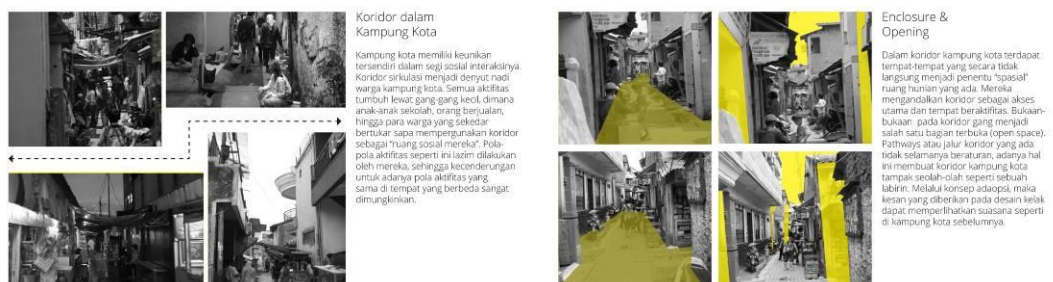 Koridor dalam
Kampung Kota
Kampung kota memiliki keunikan
tersendiri dalam segi sosial interaksinya.
Koridor sirkulasi menjadi denyut nadi
warga kampung kota. Semua aktifitas
tumbuh lewat gang-gang kecil, dimana
anak-anak sekolah, orang berjualan,
hingga para warga yang sekedar
bertukar sapa mempergunakan koridor
sebagai "ruang sosial mereka". Pola-
pola aktifitas seperti ini lazim dilakukan
oleh mereka, sehingga kecenderungan
untuk adanya pola aktifitas yang
sama di tempat yang berbeda sangat
dimungkinkan.
Enclosure &
Opening
Dalam koridor kampung kota terdapat
tempat-tempat yang secara tidak
langsung menjadi penentu "spasial"
ruang hunian yang ada. Mereka
mengandalkan koridor sebagai akses
utama dan tempat beraktifitas. Bukaan-
bukaan pada koridor gang menjadi
salah satu bagian terbuka (open space).
Pathways atau jalur koridor yang ada
tidak selamanya beraturan, adanya hal
ini membuat koridor kampung kota
tampak seolah-olah seperti sebuah
labirin. Melalui konsep adaopsi, maka
kesan yang diberikan pada desain kelak
dapat memperlihatkan suasana seperti
di kampung kota sebelumnya.